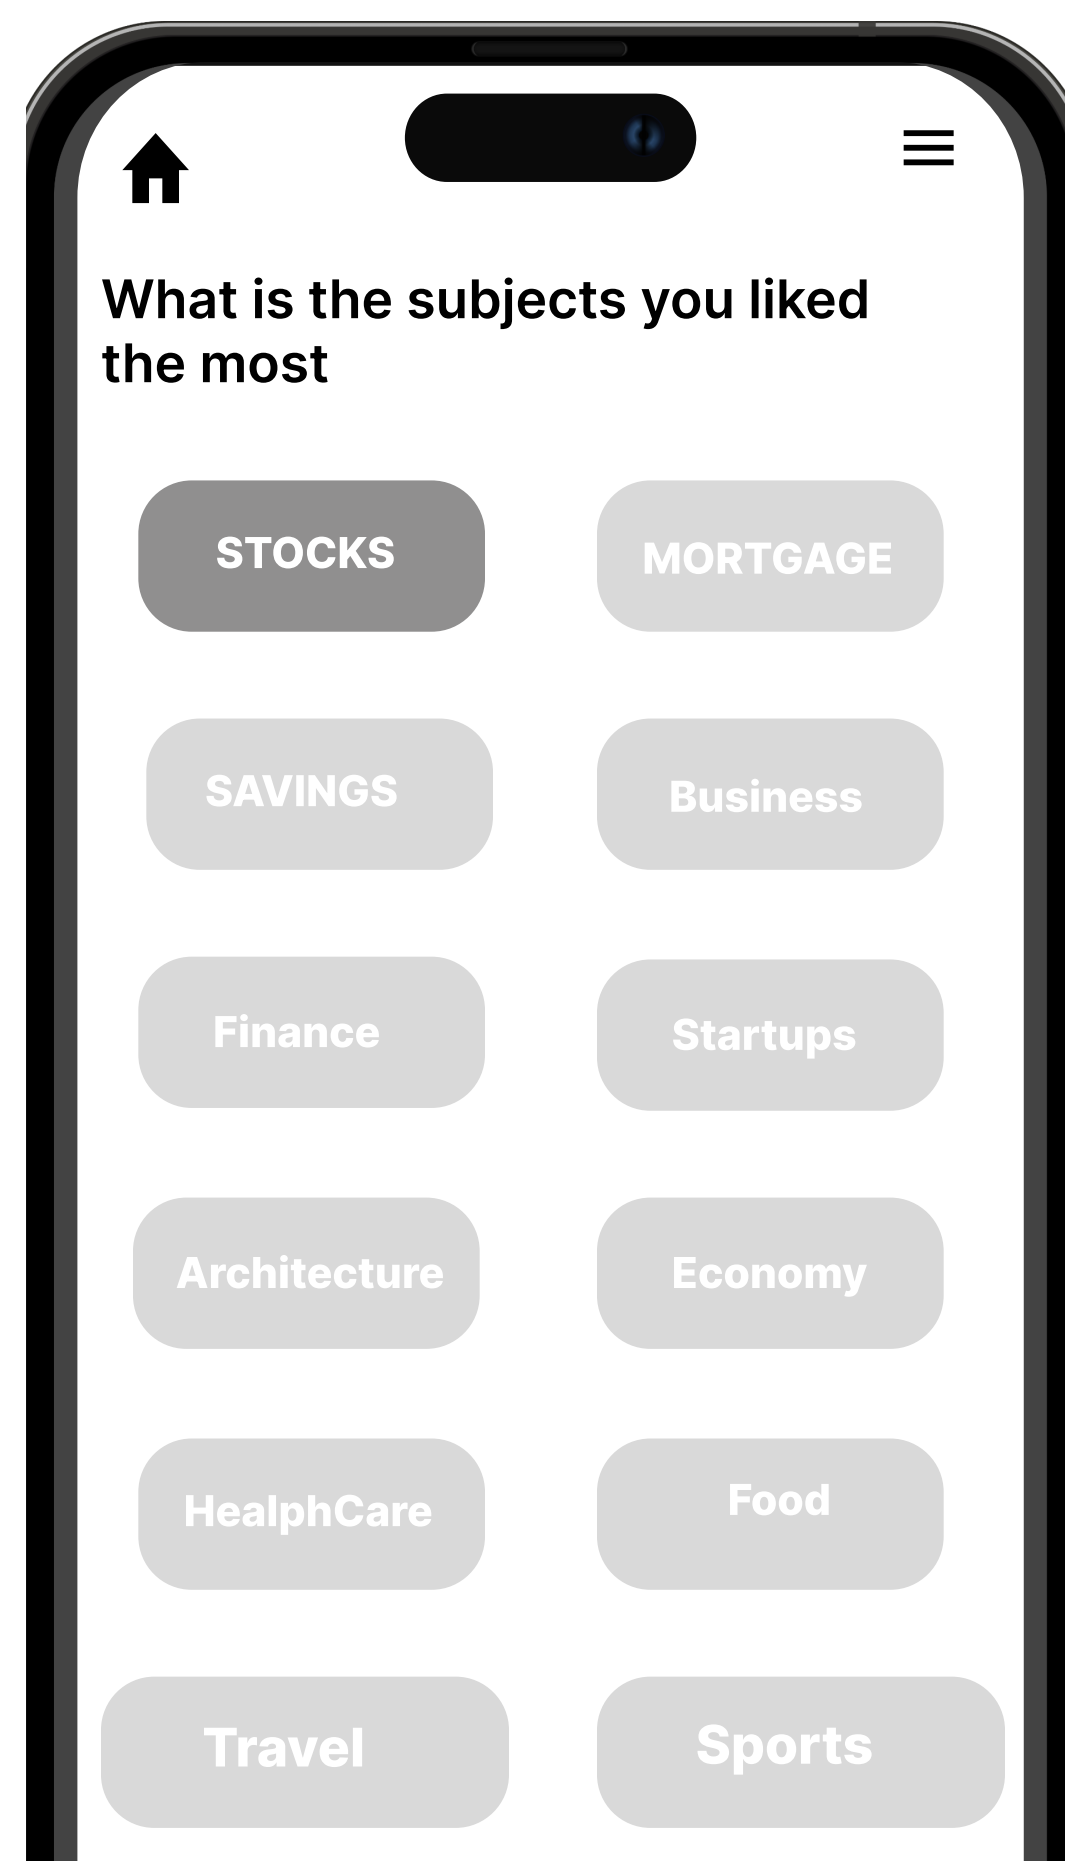 What is the subjects you liked
the most
STOCKS
MORTGAGE
SAVINGS
Business
Finance
Startups
Architecture
Economy
HealphCare
Food
Travel
Sports